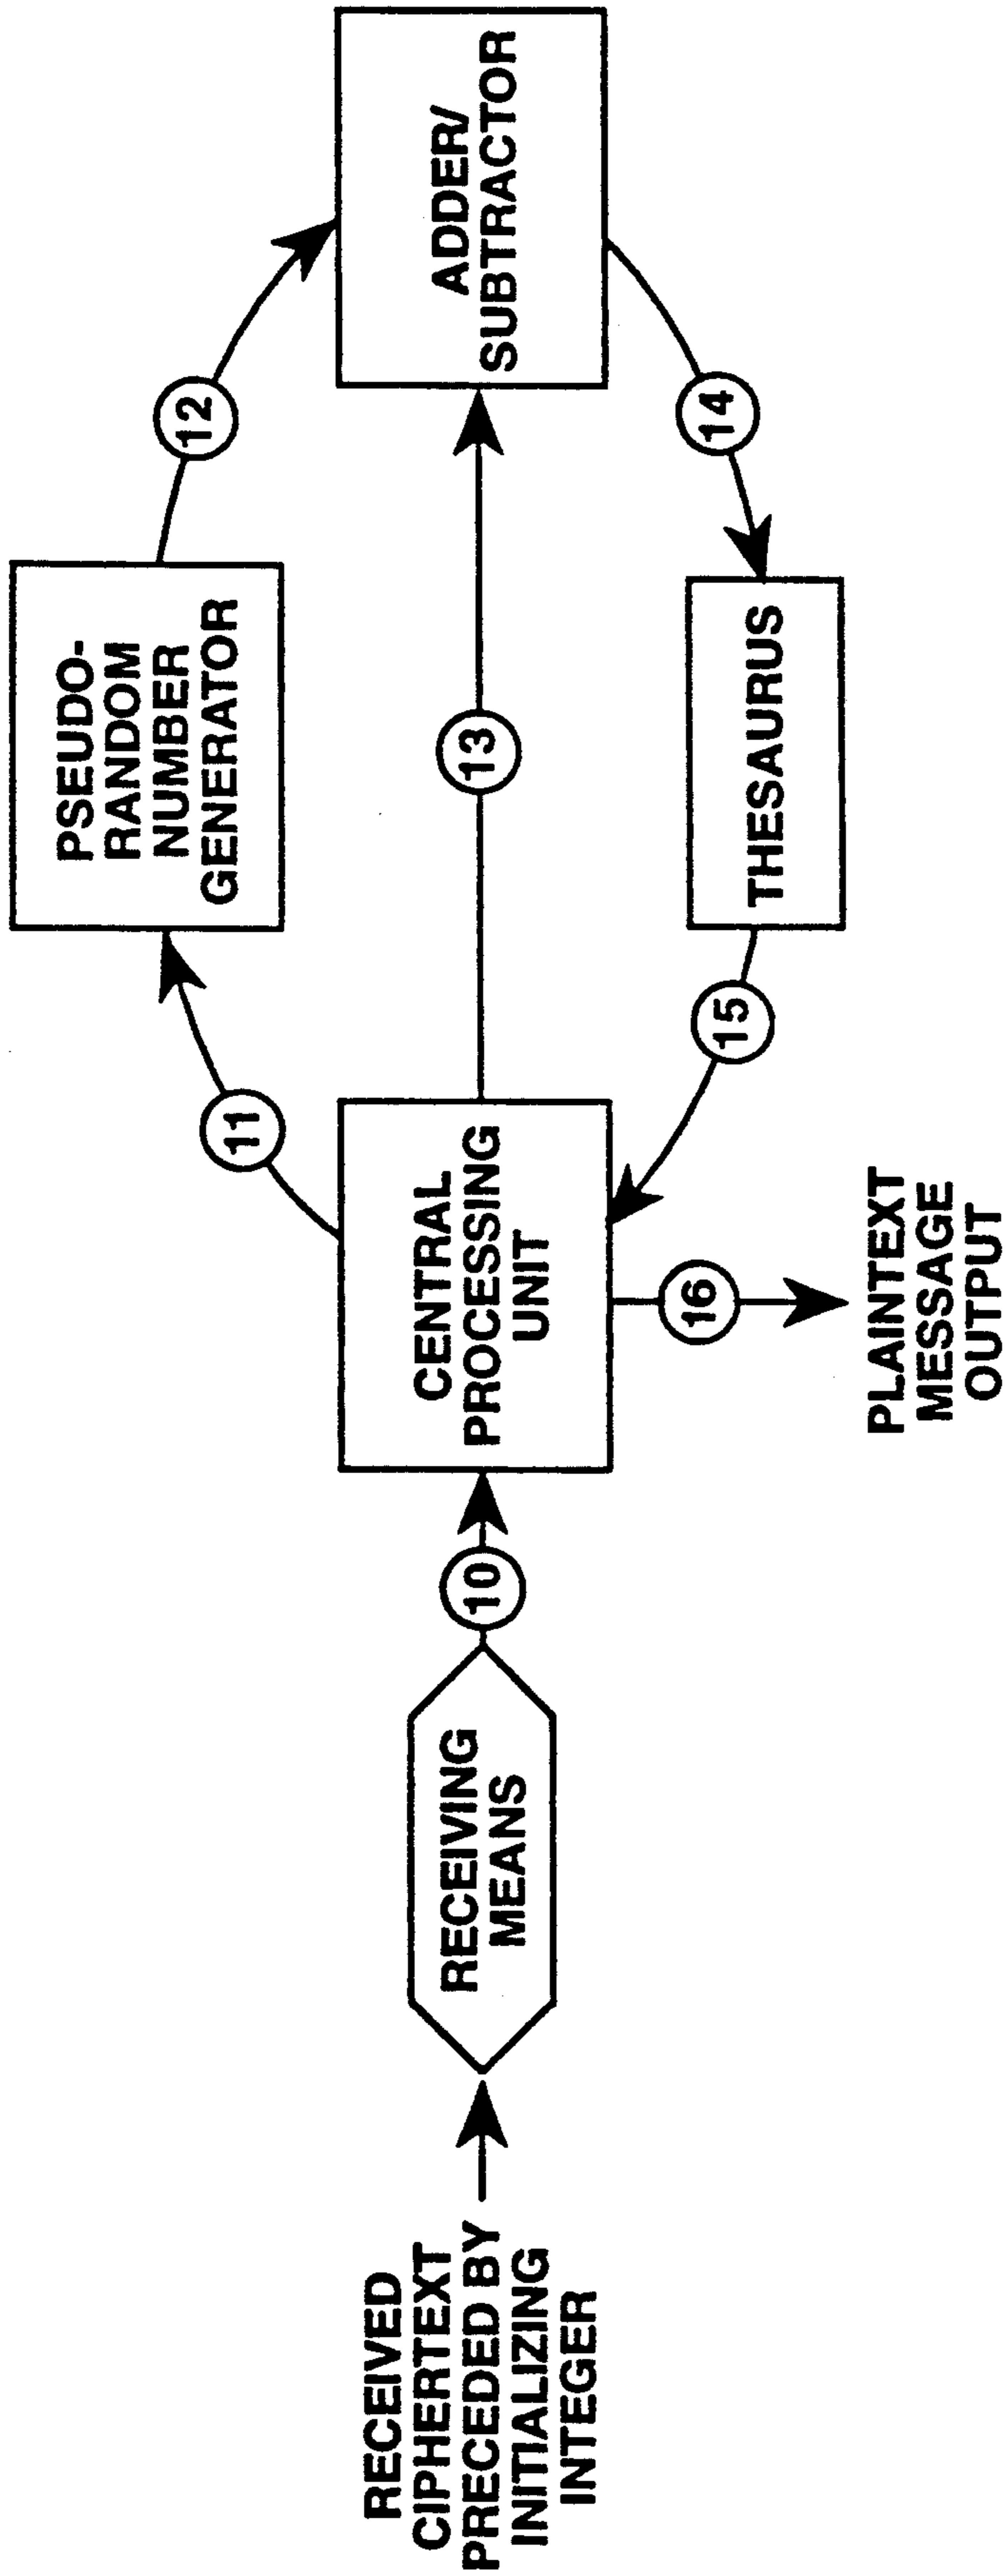 RECEIVED
CIPHERTEXT
PRECEDED BY
INITIALIZING
INTEGER
RECEIVING
MEANS
10
CENTRAL
PROCESSING
UNIT
11
PSEUDO-
RANDOM
NUMBER
GENERATOR
12
13
ADDER/
SUBTRACTOR
14
THESAURUS
15
16
PLAINTEXT
MESSAGE
OUTPUT